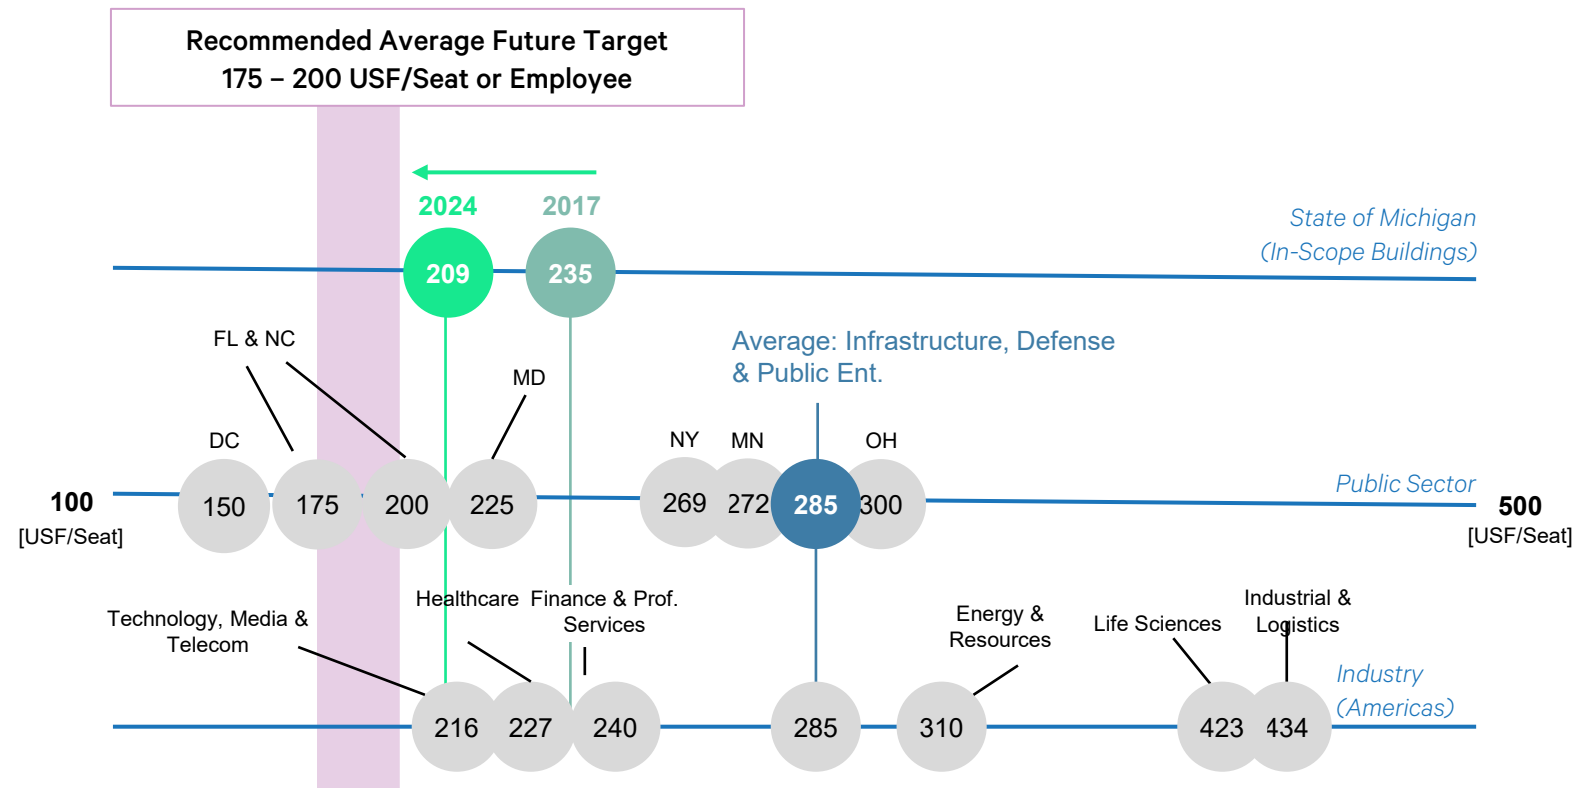 Recommended Average Future Target
175 – 200 USF/Seat or Employee
2024
2017
State of Michigan
(In-Scope Buildings)
209
235
FL & NC
Average: Infrastructure, Defense
& Public Ent.
MD
DC
NY
MN
OH
Public Sector
100
[USF/Seat]
150
175
200
225
269
272
285
300
500
[USF/Seat]
Technology, Media &
Telecom
Healthcare
Finance & Prof.
Services
Energy &
Resources
Life Sciences
Industrial &
Logistics
Industry
(Americas)
216
227
240
285
310
423
434